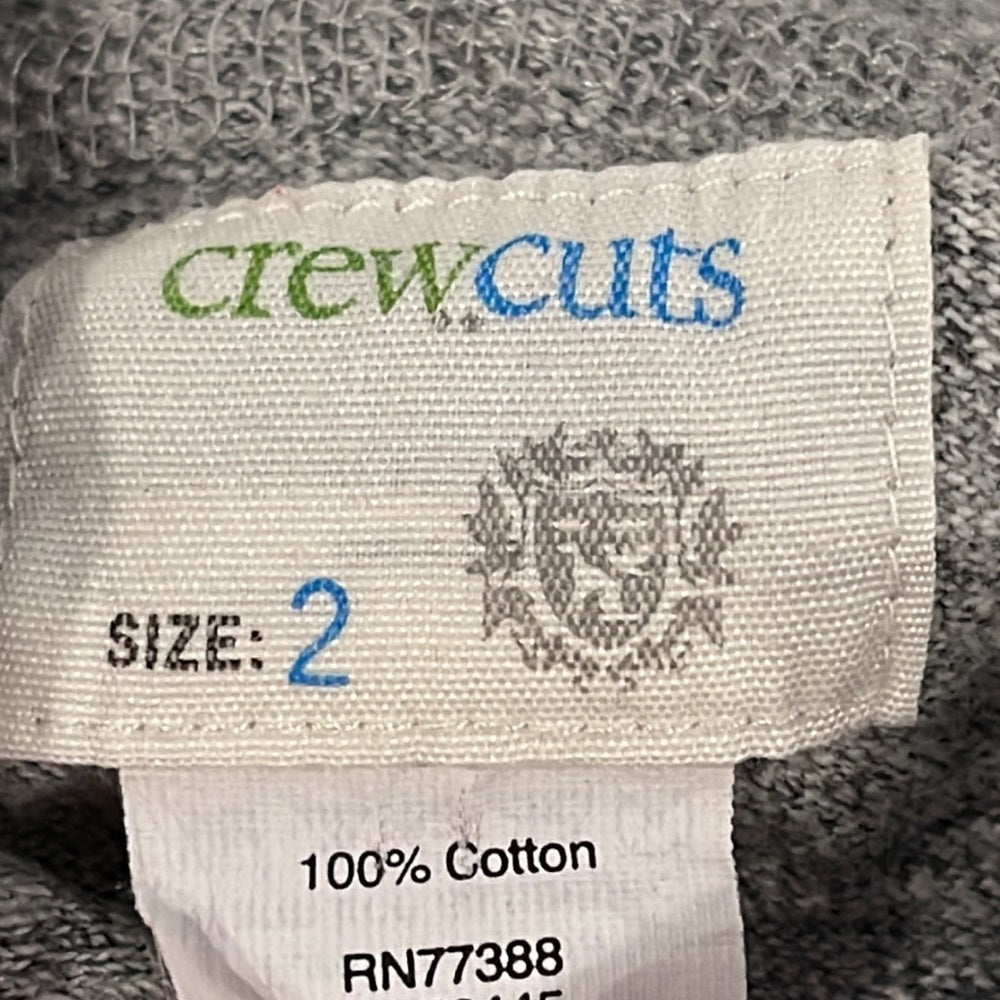 crewcuts
SIZE: 2
100% Cotton
RN77388